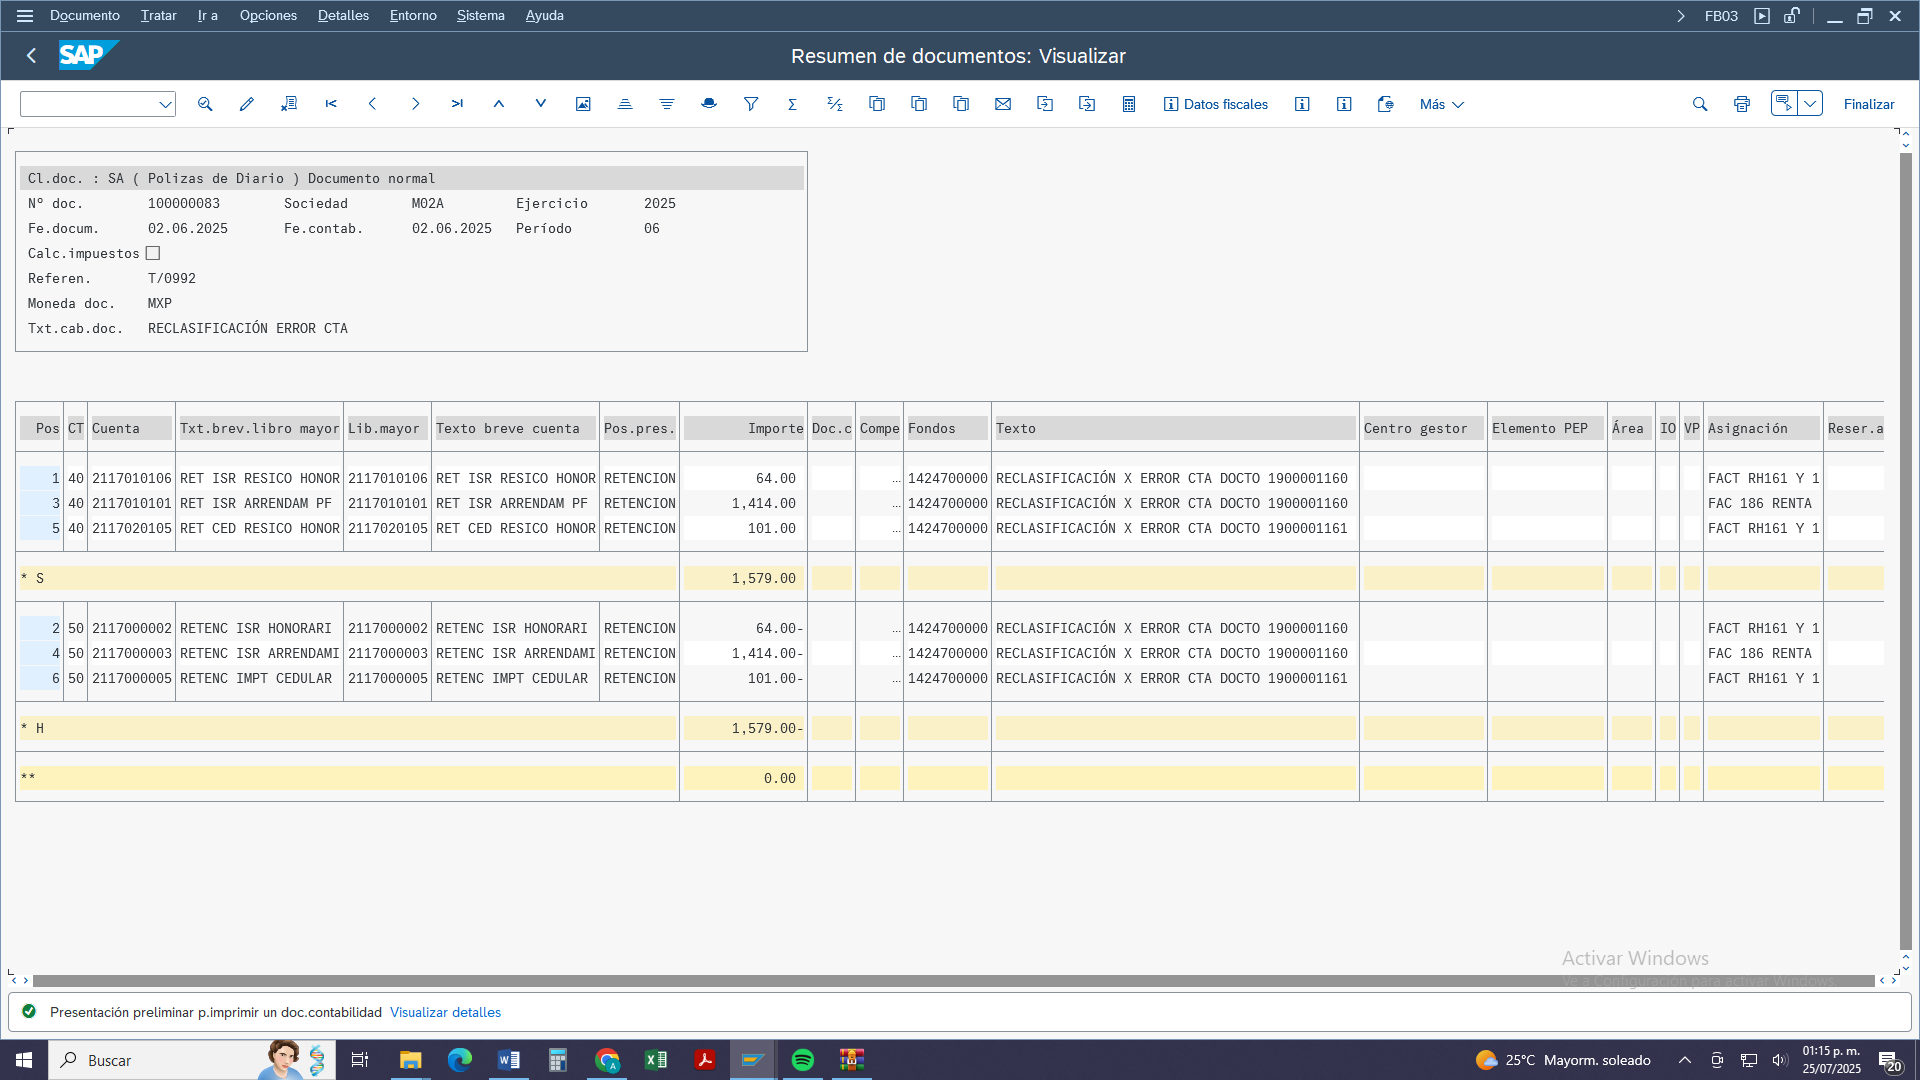 Documento Tratar Ir a Opciones Detalles Entorno Sistema Ayuda FB03
SAP Resumen de documentos: Visualizar
Datos fiscales Más Finalizar
Cl.doc. : SA ( Polizas de Diario ) Documento normal
Nº doc. 100000083 Sociedad M02A Ejercicio 2025
Fe.docum. 02.06.2025 Fe.contab. 02.06.2025 Período 06
Calc.impuestos
Referen. T/0992
Moneda doc. MXP
Txt.cab.doc. RECLASIFICACIÓN ERROR CTA
Pos CT Cuenta Txt.brev.libro mayor Lib.mayor Texto breve cuenta Pos.pres. Importe Doc.c Compe Fondos Texto Centro gestor Elemento PEP Área IO VP Asignación Reser.a
1 40 2117010106 RET ISR RESICO HONOR 2117010106 RET ISR RESICO HONOR RETENCION 64.00 ... 1424700000 RECLASIFICACIÓN X ERROR CTA DOCTO 1900001160 FACT RH161 Y 1
3 40 2117010101 RET ISR ARRENDAM PF 2117010101 RET ISR ARRENDAM PF RETENCION 1,414.00 ... 1424700000 RECLASIFICACIÓN X ERROR CTA DOCTO 1900001160 FAC 186 RENTA
5 40 2117020105 RET CED RESICO HONOR 2117020105 RET CED RESICO HONOR RETENCION 101.00 ... 1424700000 RECLASIFICACIÓN X ERROR CTA DOCTO 1900001161 FACT RH161 Y 1
* S 1,579.00
2 50 2117000002 RETENC ISR HONORARI 2117000002 RETENC ISR HONORARI RETENCION 64.00- ... 1424700000 RECLASIFICACIÓN X ERROR CTA DOCTO 1900001160 FACT RH161 Y 1
4 50 2117000003 RETENC ISR ARRENDAMI 2117000003 RETENC ISR ARRENDAMI RETENCION 1,414.00- ... 1424700000 RECLASIFICACIÓN X ERROR CTA DOCTO 1900001160 FAC 186 RENTA
6 50 2117000005 RETENC IMPT CEDULAR 2117000005 RETENC IMPT CEDULAR RETENCION 101.00- ... 1424700000 RECLASIFICACIÓN X ERROR CTA DOCTO 1900001161 FACT RH161 Y 1
* H 1,579.00-
** 0.00
Activar Windows
Ve a Configuración para activar Windows.
Presentación preliminar p.imprimir un doc.contabilidad Visualizar detalles
Buscar 25°C Mayorm. soleado 01:15 p. m.
25/07/2025 20